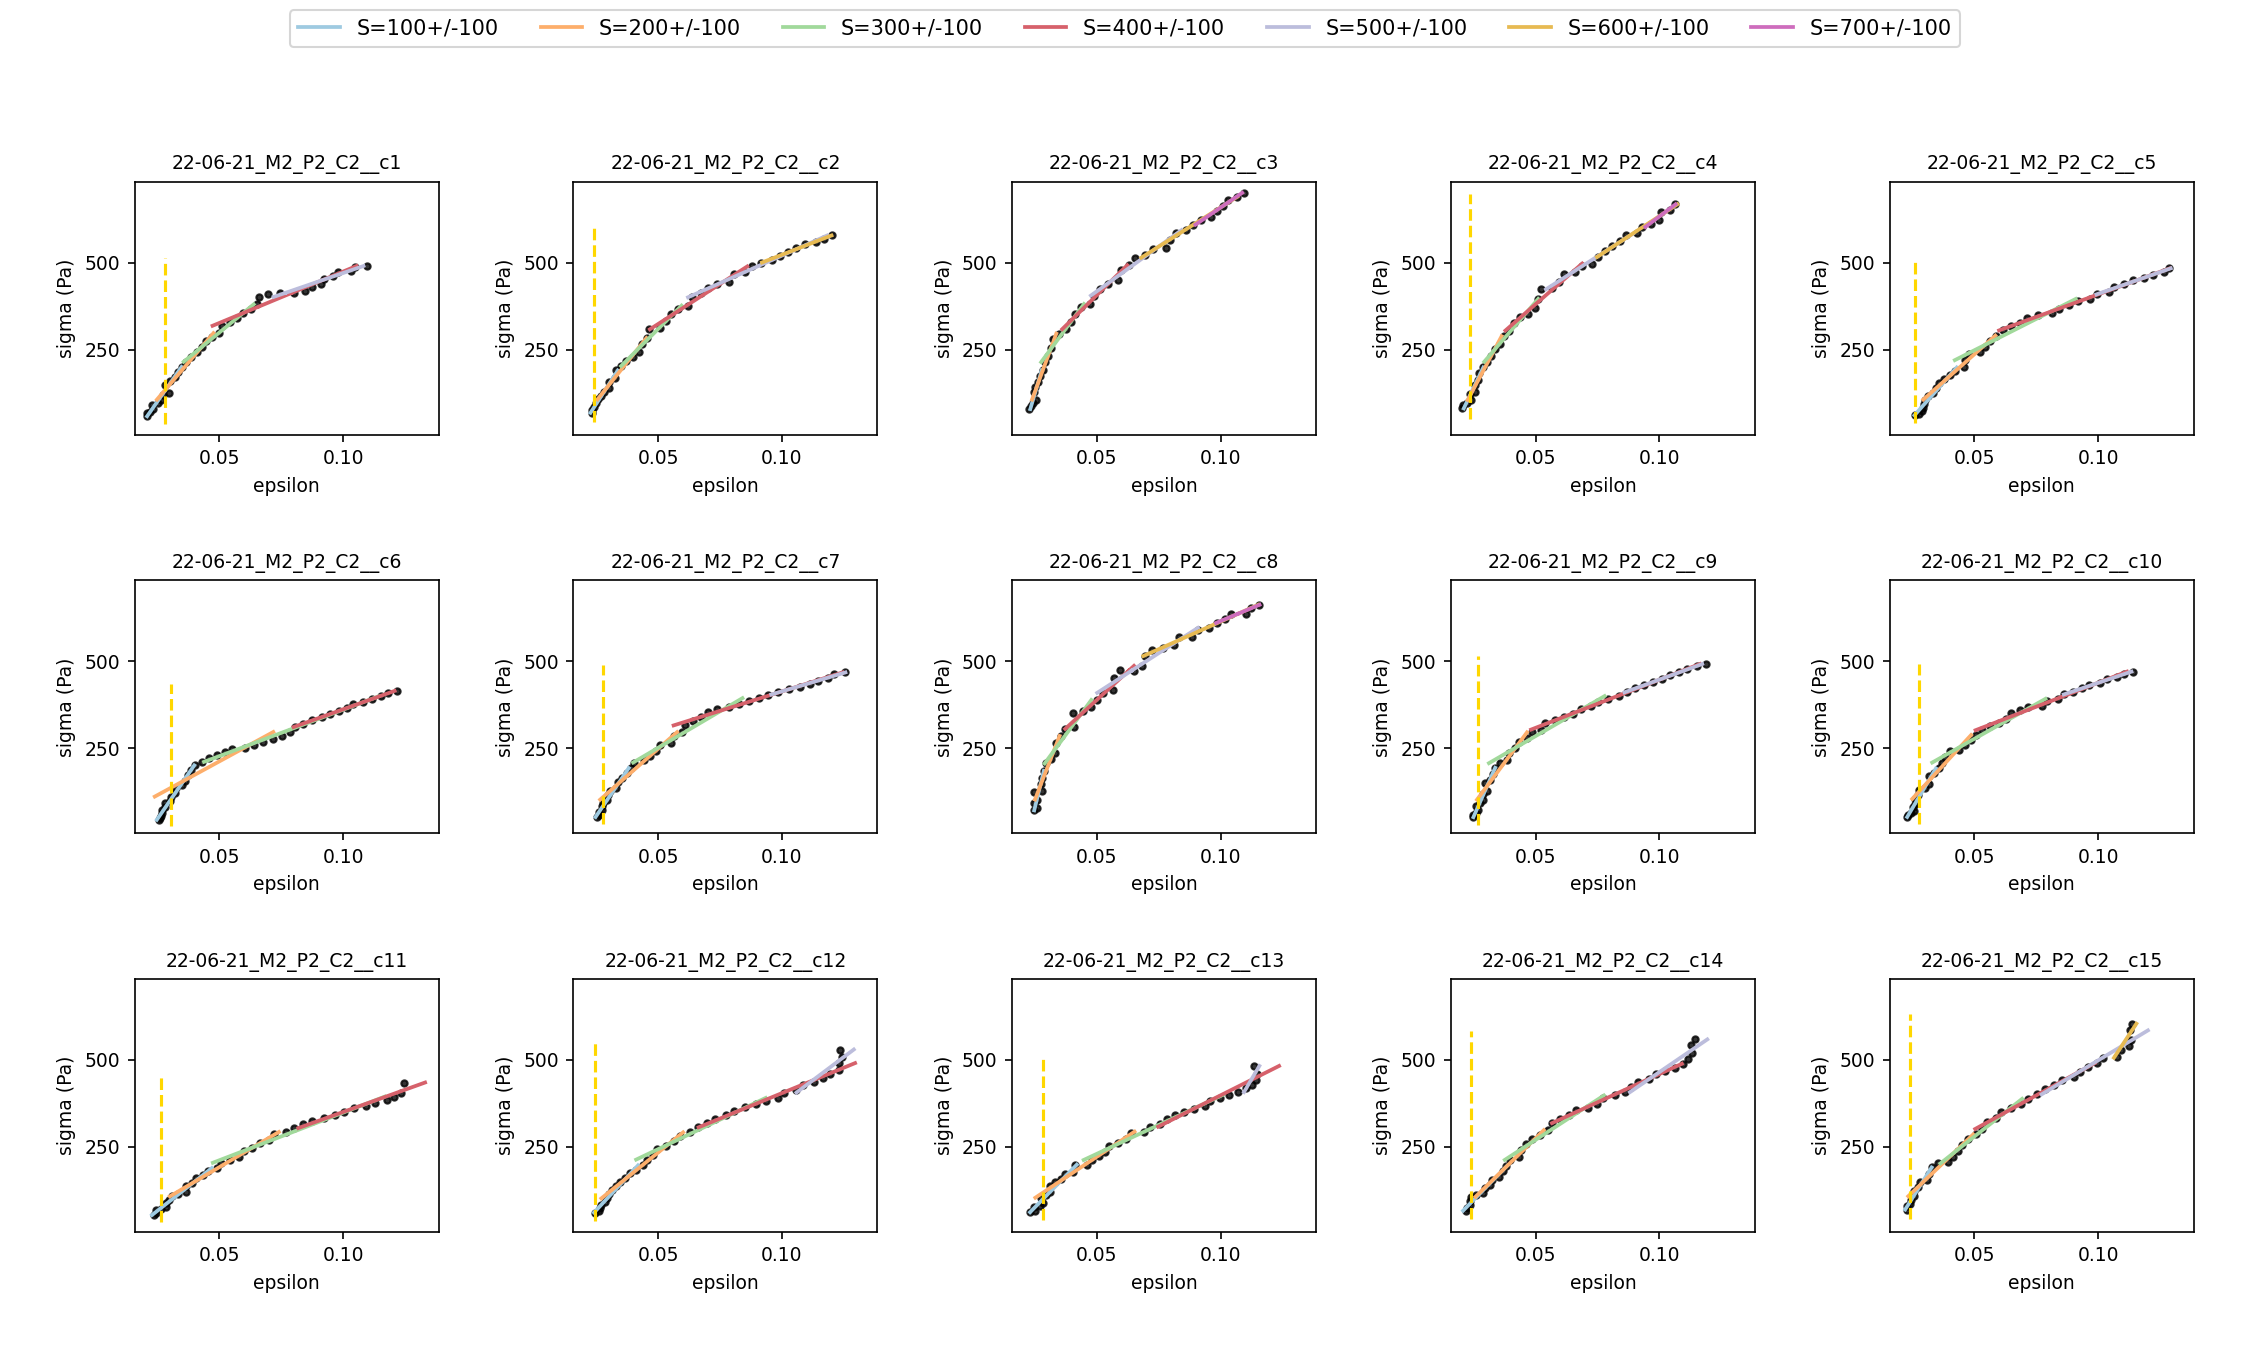 S=100+/-100 S=200+/-100 S=300+/-100 S=400+/-100 S=500+/-100 S=600+/-100 S=700+/-100
22-06-21_M2_P2_C2__c1
500
250
sigma (Pa)
0.05 0.10
epsilon
22-06-21_M2_P2_C2__c2
500
250
sigma (Pa)
0.05 0.10
epsilon
22-06-21_M2_P2_C2__c3
500
250
sigma (Pa)
0.05 0.10
epsilon
22-06-21_M2_P2_C2__c4
500
250
sigma (Pa)
0.05 0.10
epsilon
22-06-21_M2_P2_C2__c5
500
250
sigma (Pa)
0.05 0.10
epsilon
22-06-21_M2_P2_C2__c6
500
250
sigma (Pa)
0.05 0.10
epsilon
22-06-21_M2_P2_C2__c7
500
250
sigma (Pa)
0.05 0.10
epsilon
22-06-21_M2_P2_C2__c8
500
250
sigma (Pa)
0.05 0.10
epsilon
22-06-21_M2_P2_C2__c9
500
250
sigma (Pa)
0.05 0.10
epsilon
22-06-21_M2_P2_C2__c10
500
250
sigma (Pa)
0.05 0.10
epsilon
22-06-21_M2_P2_C2__c11
500
250
sigma (Pa)
0.05 0.10
epsilon
22-06-21_M2_P2_C2__c12
500
250
sigma (Pa)
0.05 0.10
epsilon
22-06-21_M2_P2_C2__c13
500
250
sigma (Pa)
0.05 0.10
epsilon
22-06-21_M2_P2_C2__c14
500
250
sigma (Pa)
0.05 0.10
epsilon
22-06-21_M2_P2_C2__c15
500
250
sigma (Pa)
0.05 0.10
epsilon